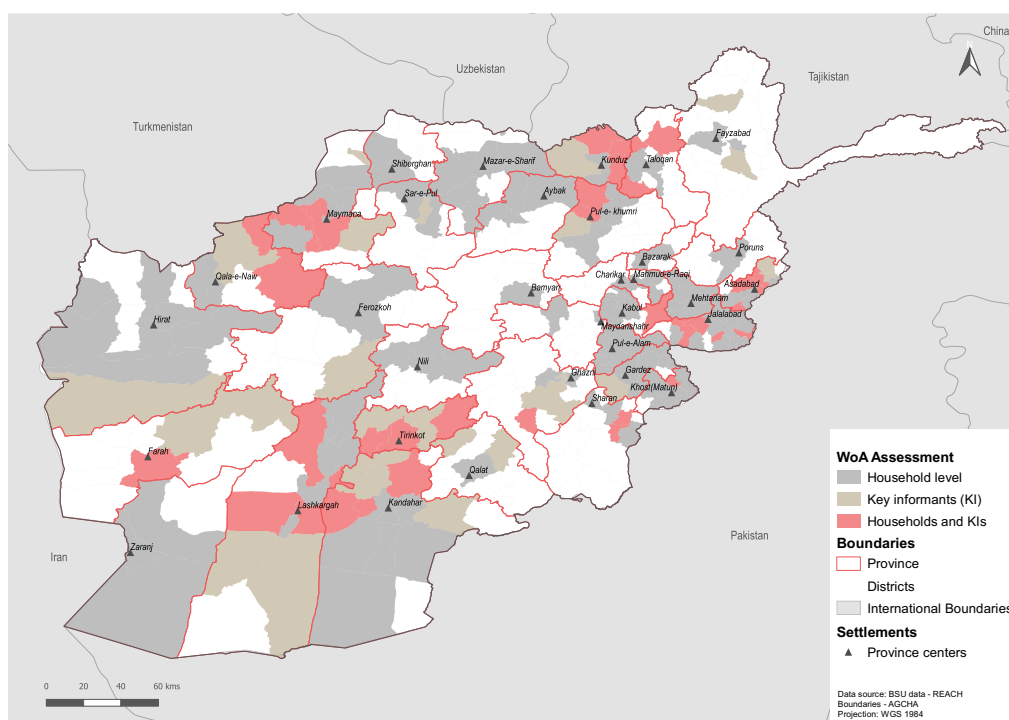 China
Uzbekistan
Tajikistan
Turkmenistan
Fayzabad
Shiberghan
Mazar-e-Sharif
Kunduz
Taloqan
Sar-e-Pul
Aybak
Maymana
Pul-e- khumri
Poruns
Bazarak
Qala-e-Naw
Charikar
Mahmud-e-Raqi
Asadabad
Bamyan
Mehtanam
Ferozkoh
Kabul
Jalalabad
Hirat
Maydanshahr
Pul-e-Alam
Nili
Ghazni
Gardez
Khost(Matun)
Sharan
Tirinkot
Farah
Qalat
Lashkargah
Kandahar
Pakistan
Iran
Zaranj
0 20 40 60 kms
WoA Assessment
Household level
Key informants (KI)
Households and KIs
Boundaries
Province
Districts
International Boundaries
Settlements
Province centers
Data source: BSU data - REACH
Boundaries - AGCHA
Projection: WGS 1984